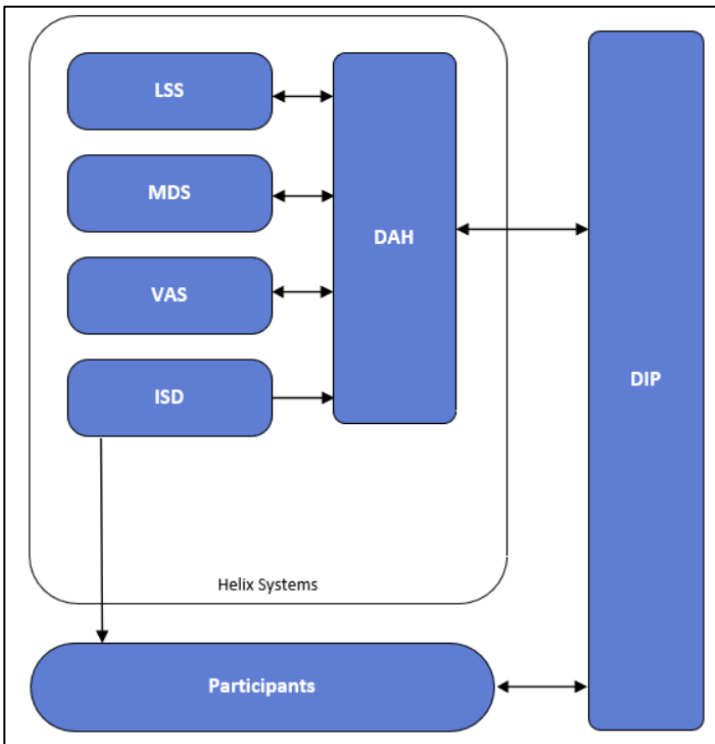 LSS
MDS
DAH
VAS
ISD
DIP
Helix Systems
Participants